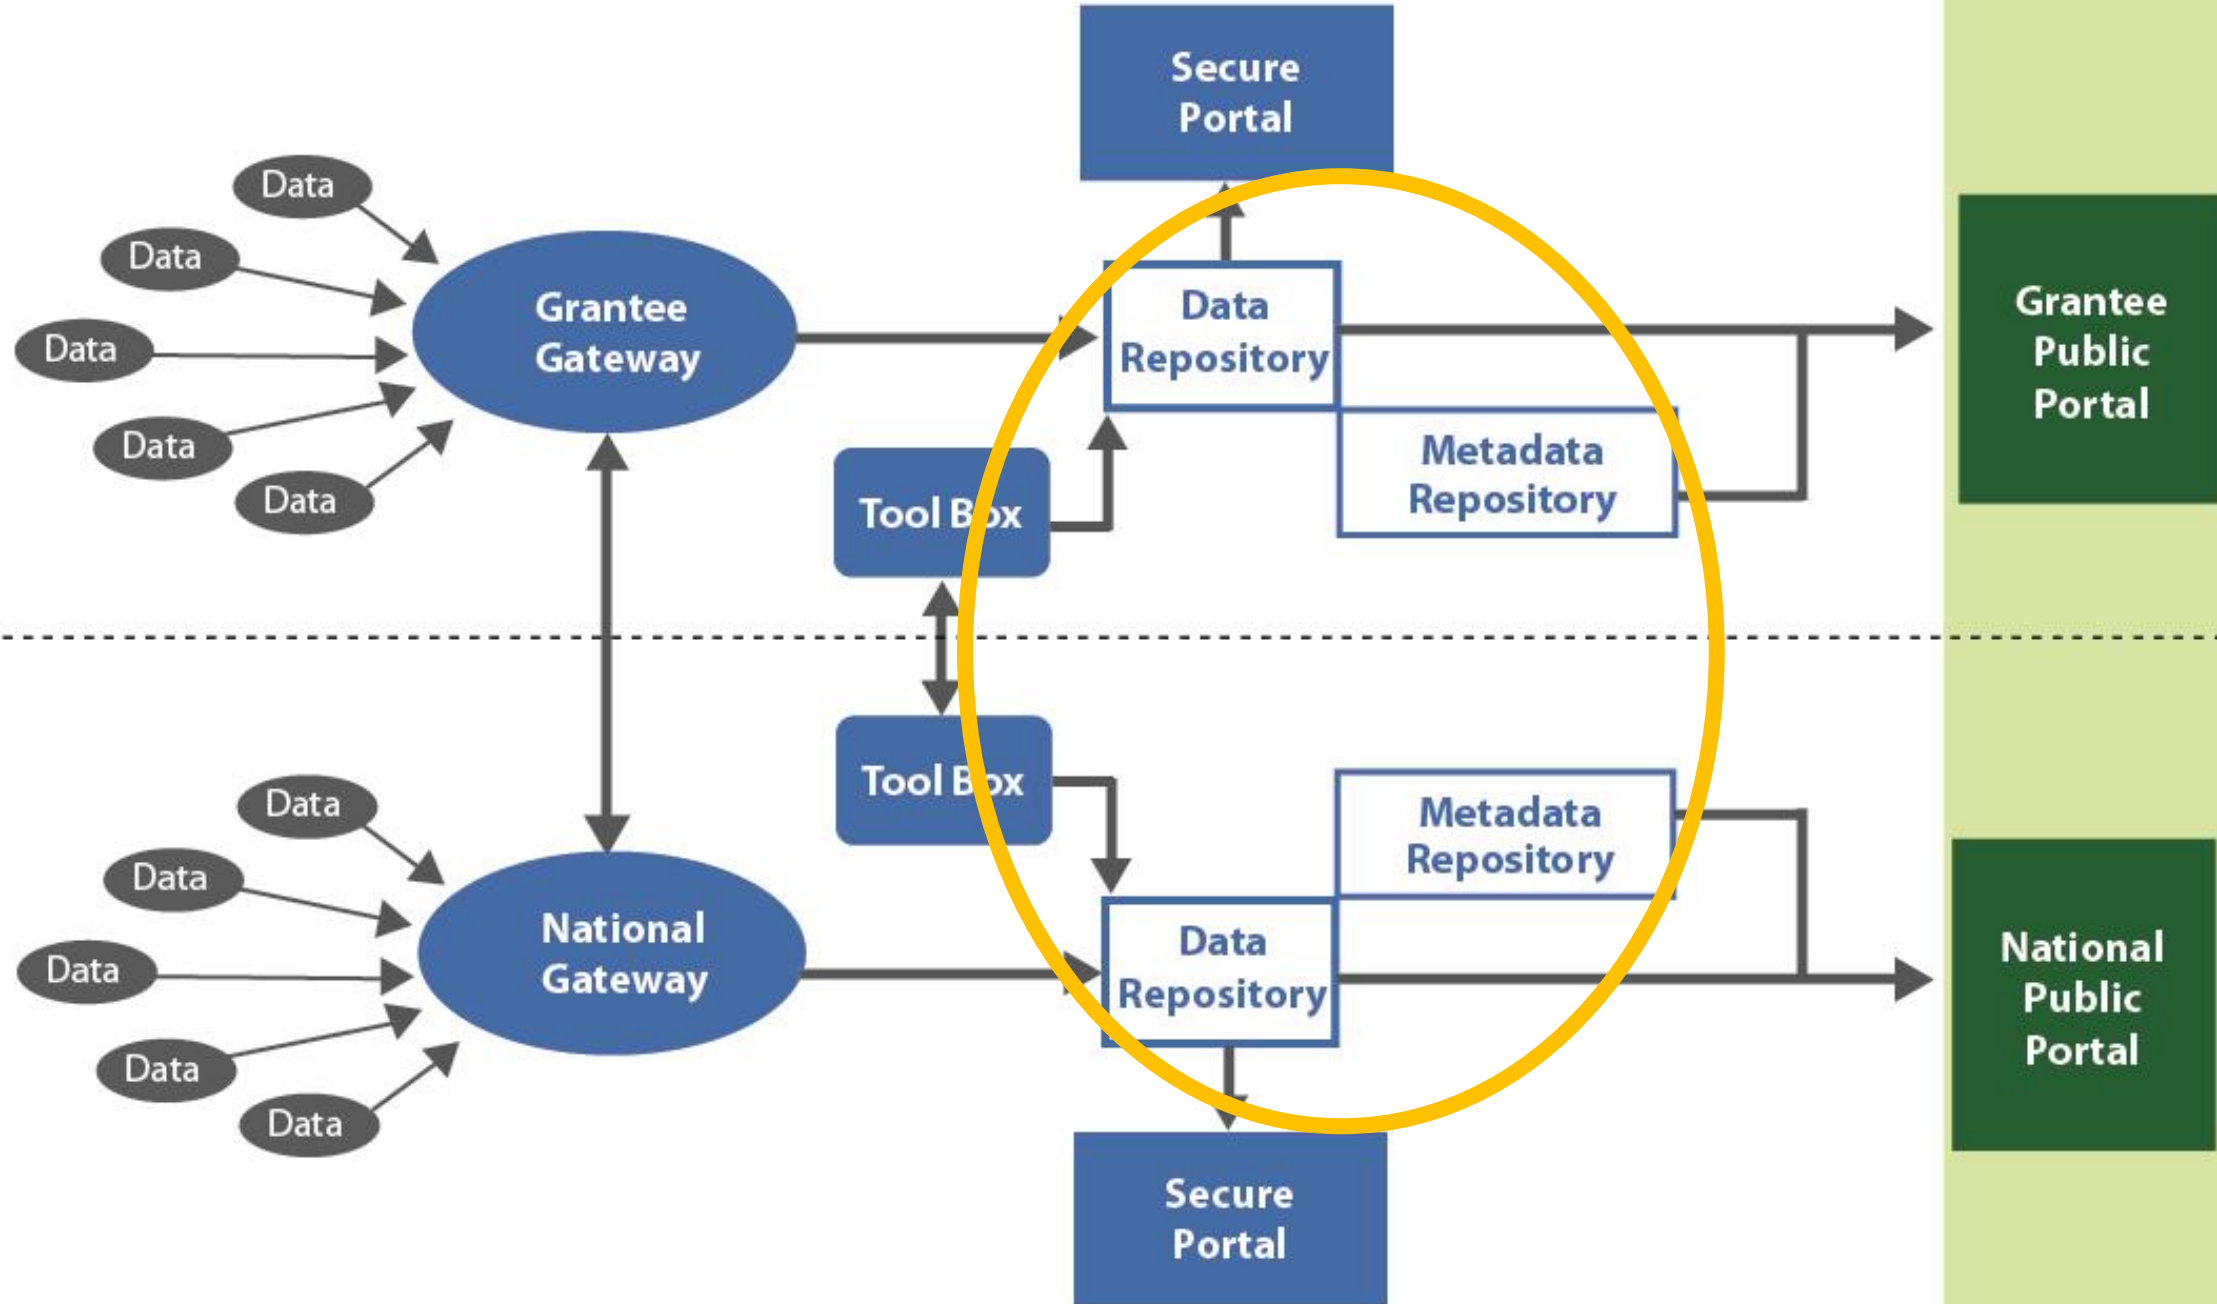 Secure
Portal
Data
Data
Data
Data
Data
Grantee
Gateway
Data
Repository
Metadata
Repository
Tool Box
Grantee
Public
Portal
Tool Box
Metadata
Repository
Data
Data
Data
Data
Data
National
Gateway
Data
Repository
National
Public
Portal
Secure
Portal